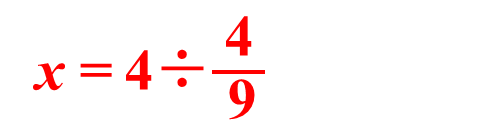 x = 4 ÷ 4/9